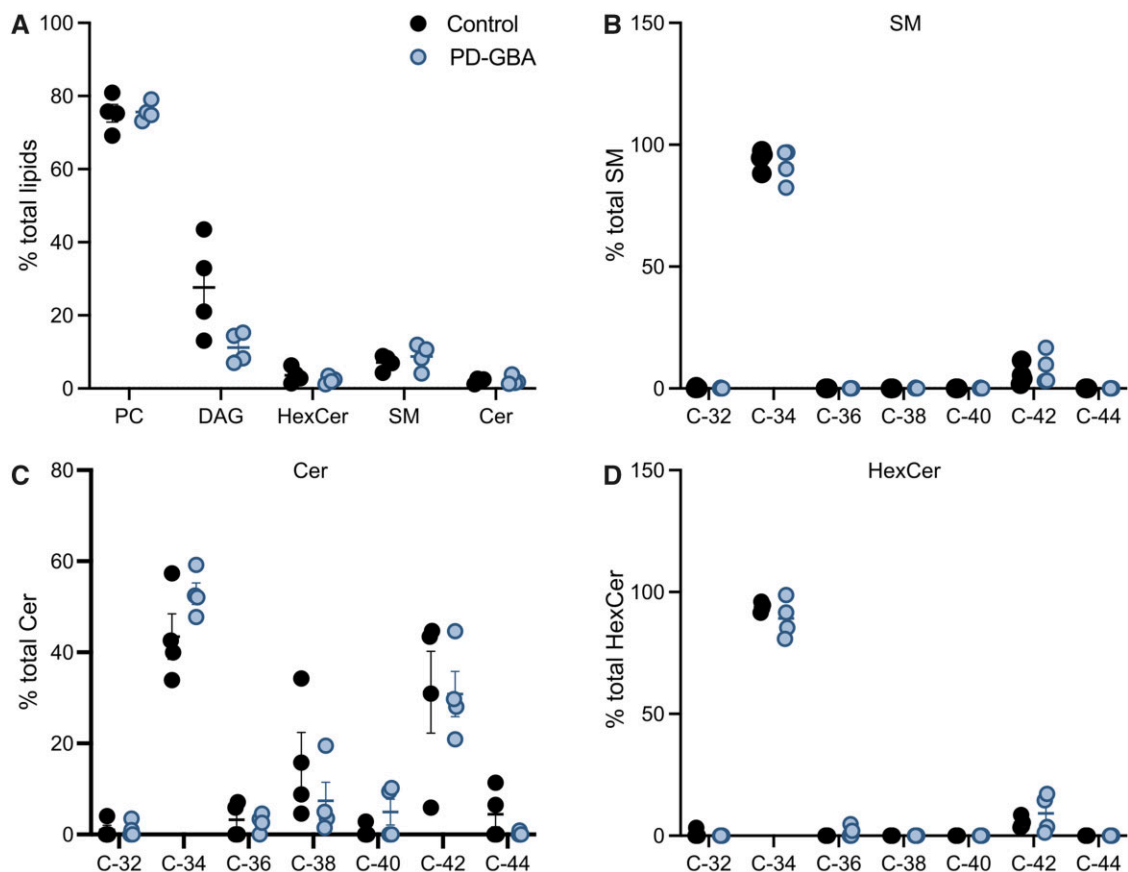 A
100
80
60
40
20
0
% total lipids
Control
PD-GBA
PC DAG HexCer SM Cer
B
SM
150
100
50
0
% total SM
C-32 C-34 C-36 C-38 C-40 C-42 C-44
C
Cer
80
60
40
20
0
% total Cer
C-32 C-34 C-36 C-38 C-40 C-42 C-44
D
HexCer
150
100
50
0
% total HexCer
C-32 C-34 C-36 C-38 C-40 C-42 C-44